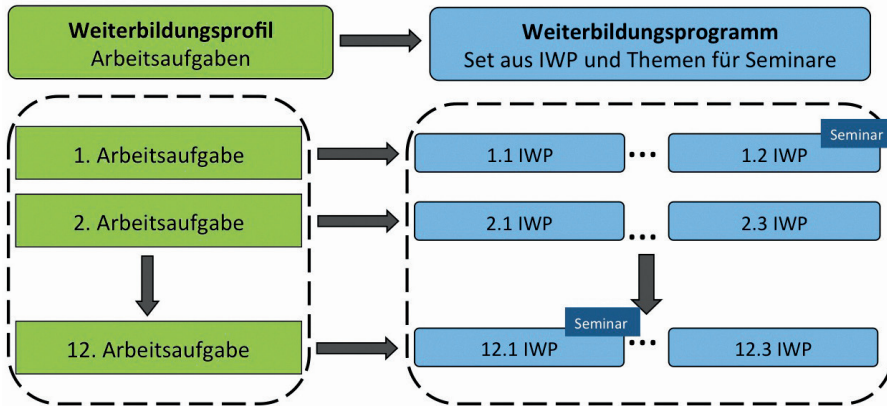 Weiterbildungsprofil
Arbeitsaufgaben
Weiterbildungsprogramm
Set aus IWP und Themen für Seminare
1. Arbeitsaufgabe
1.1 IWP
...
1.2 IWP
Seminar
2. Arbeitsaufgabe
2.1 IWP
...
2.3 IWP
12. Arbeitsaufgabe
12.1 IWP
Seminar
...
12.3 IWP